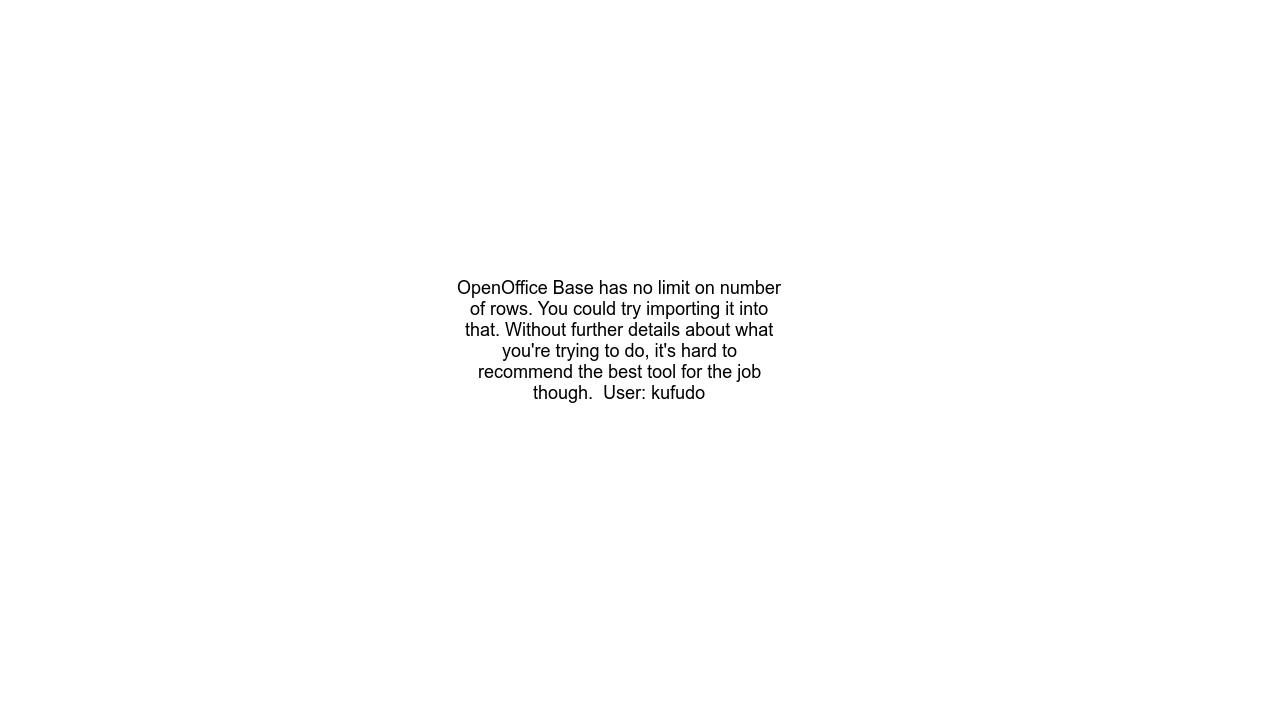 OpenOffice Base has no limit on number
of rows. You could try importing it into
that. Without further details about what
you're trying to do, it's hard to
recommend the best tool for the job
though.  User: kufudo